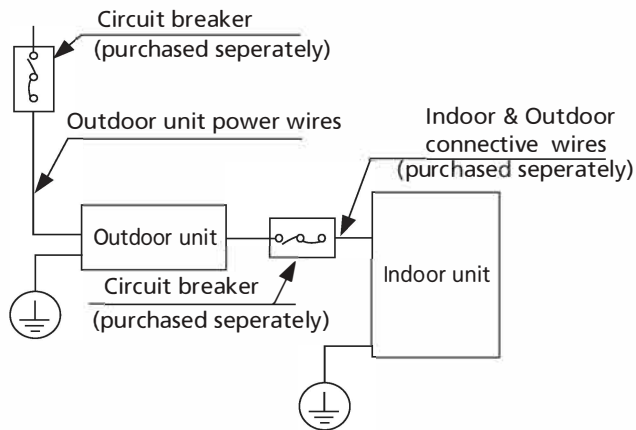 Circuit breaker
(purchased seperately)
Outdoor unit power wires
Indoor & Outdoor
connective wires
(purchased seperately)
Outdoor unit
Circuit breaker
(purchased seperately)
Indoor unit